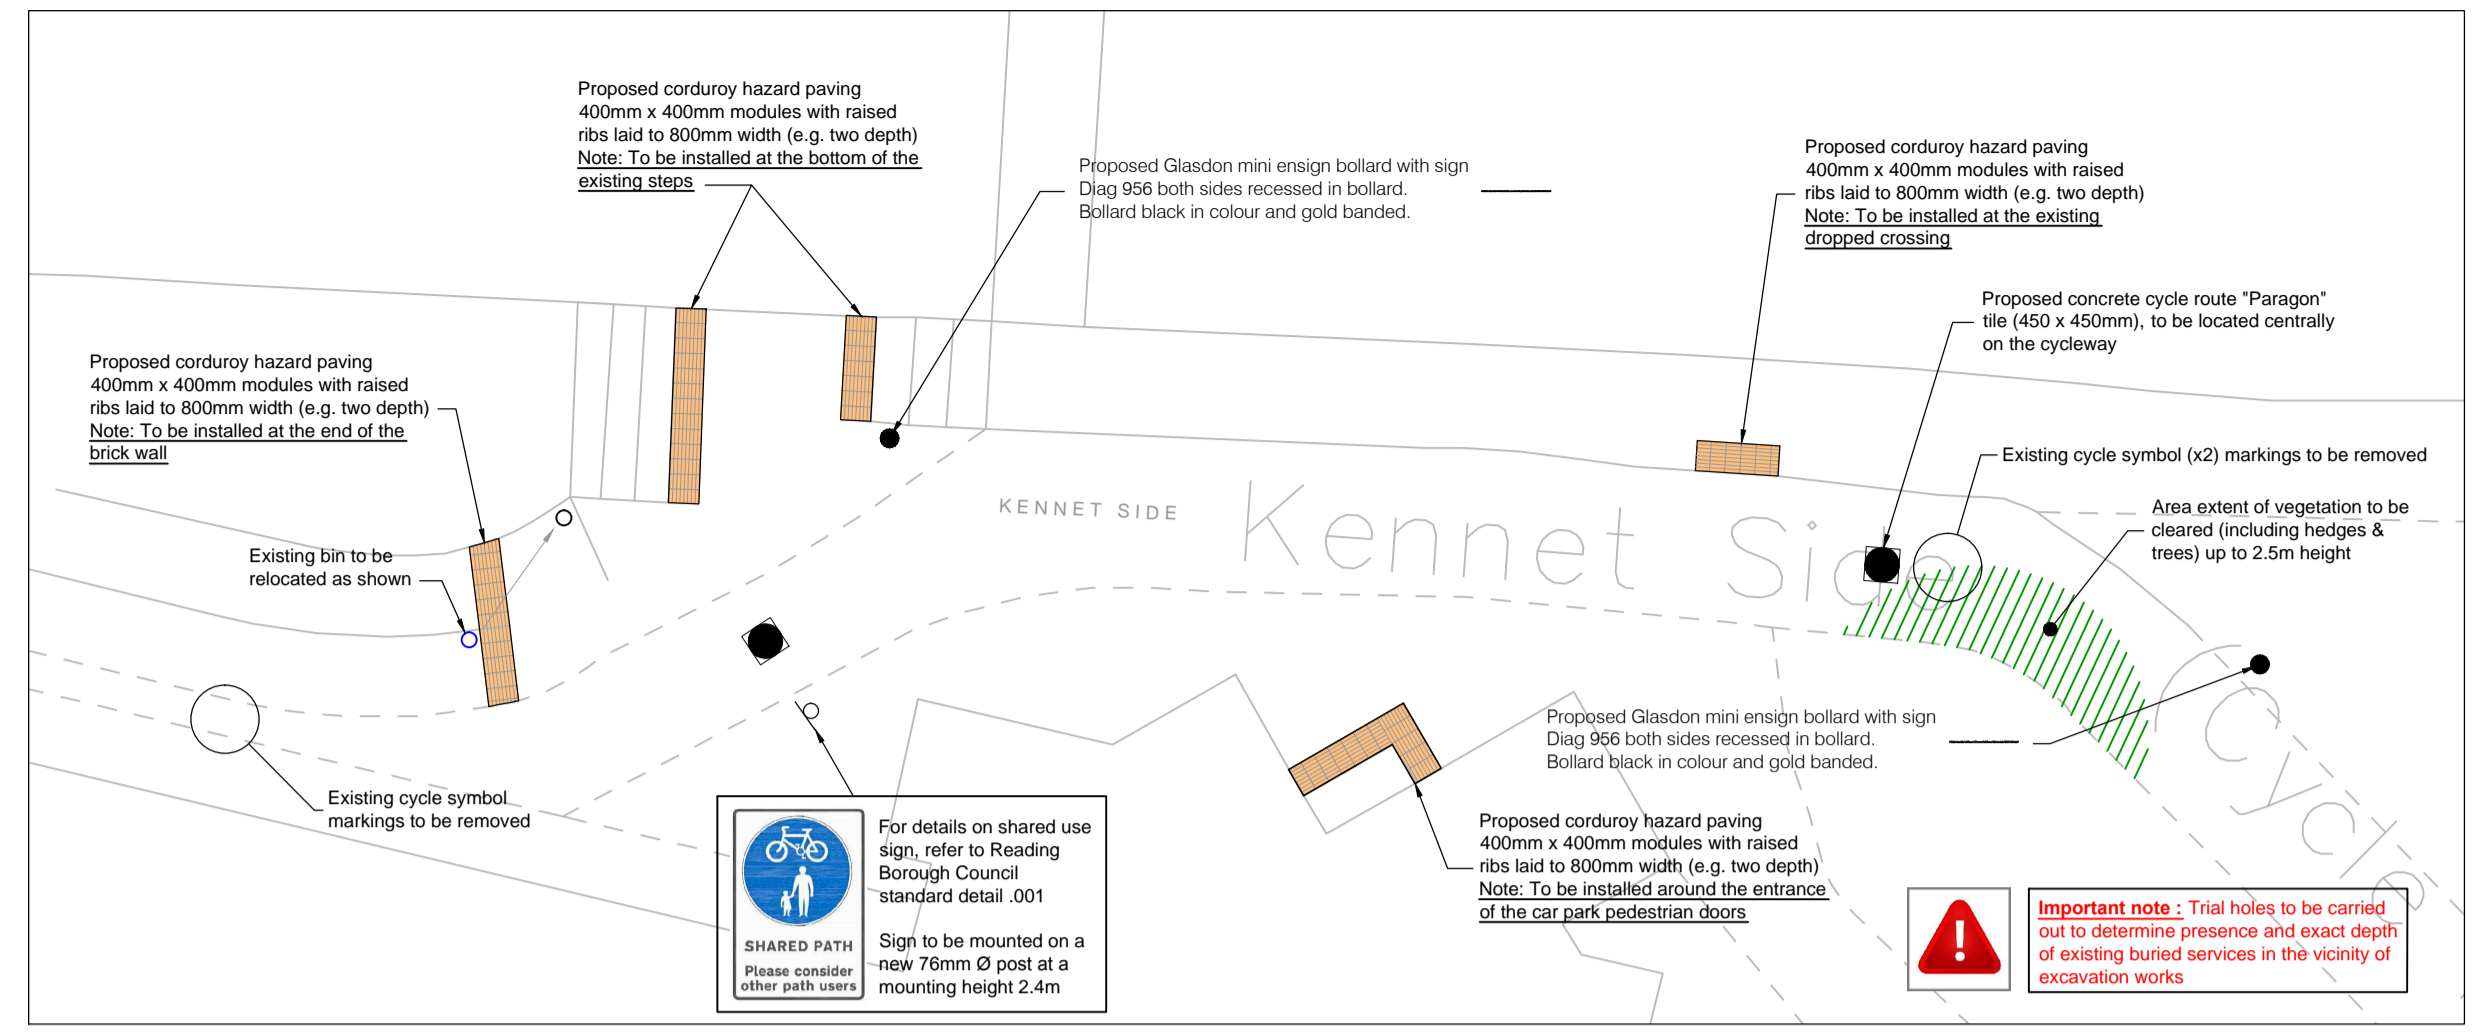 Proposed corduroy hazard paving
400mm x 400mm modules with raised
ribs laid to 800mm width (e.g. two depth)
Note: To be installed at the bottom of the
existing steps
Proposed Glasdon mini ensign bollard with sign
Diag 956 both sides recessed in bollard.
Bollard black in colour and gold banded.
Proposed corduroy hazard paving
400mm x 400mm modules with raised
ribs laid to 800mm width (e.g. two depth)
Note: To be installed at the existing
dropped crossing
Proposed concrete cycle route "Paragon"
tile (450 x 450mm), to be located centrally
on the cycleway
Proposed corduroy hazard paving
400mm x 400mm modules with raised
ribs laid to 800mm width (e.g. two depth)
Note: To be installed at the end of the
brick wall
Existing cycle symbol (x2) markings to be removed
Area extent of vegetation to be
cleared (including hedges &
trees) up to 2.5m height
KENNET SIDE
Kennet Side
(Cycle
Existing bin to be
relocated as shown
Existing cycle symbol
markings to be removed
Proposed Glasdon mini ensign bollard with sign
Diag 956 both sides recessed in bollard.
Bollard black in colour and gold banded.
Proposed corduroy hazard paving
400mm x 400mm modules with raised
ribs laid to 800mm width (e.g. two depth)
Note: To be installed around the entrance
of the car park pedestrian doors
SHARED PATH
Please consider
other path users
For details on shared use
sign, refer to Reading
Borough Council
standard detail .001
Sign to be mounted on a
new 76mm Ø post at a
mounting height 2.4m
!
Important note : Trial holes to be carried
out to determine presence and exact depth
of existing buried services in the vicinity of
excavation works